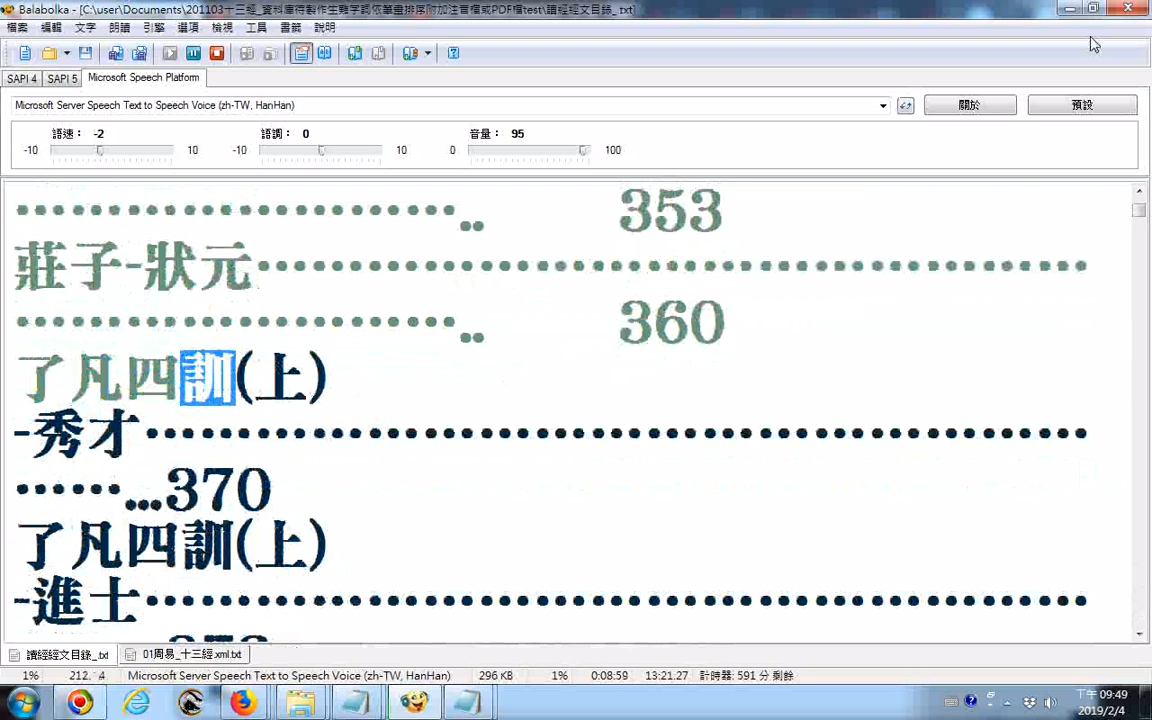 Balabolka - [C:\user\Documents\201103十三經_資料庫得製作生難字詞依筆畫排序附加注音檔或PDF檔test\讀經經文目錄_.txt]
檔案 編輯 文字 朗讀 引擎 選項 檢視 工具 書籤 說明
SAPI 4 SAPI 5 Microsoft Speech Platform
Microsoft Server Speech Text to Speech Voice (zh-TW, HanHan) 關於 預設
語速： -2 語調： 0 音量： 95
-10 10 -10 10 0 100
353
莊子-狀元
360
了凡四訓(上)
-秀才
...370
了凡四訓(上)
-進士
讀經經文目錄_.txt 01周易_十三經.xml.txt
1% Microsoft Server Speech Text to Speech Voice (zh-TW, HanHan) 296 KB 1% 0:08:59 13:21.27 計時器: 591 分 剩餘
下午 09:49
2019/2/4